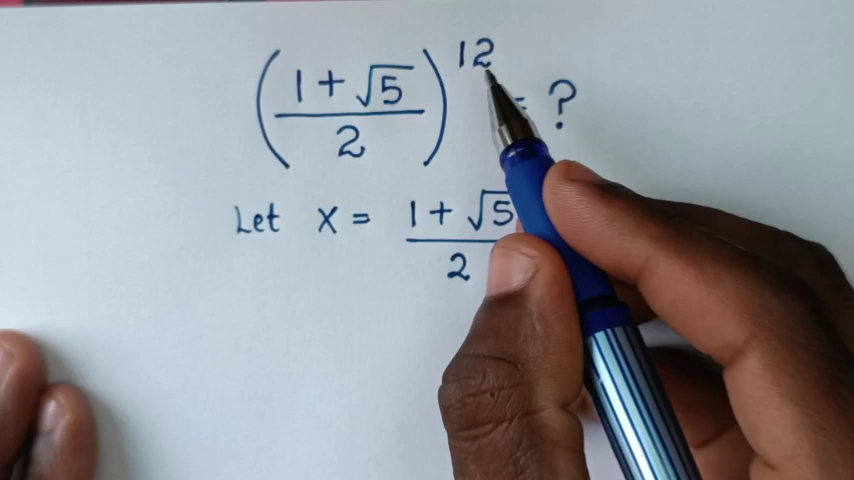 (1 + √5 / 2)^12 = ?
Let x = 1 + √5 / 2